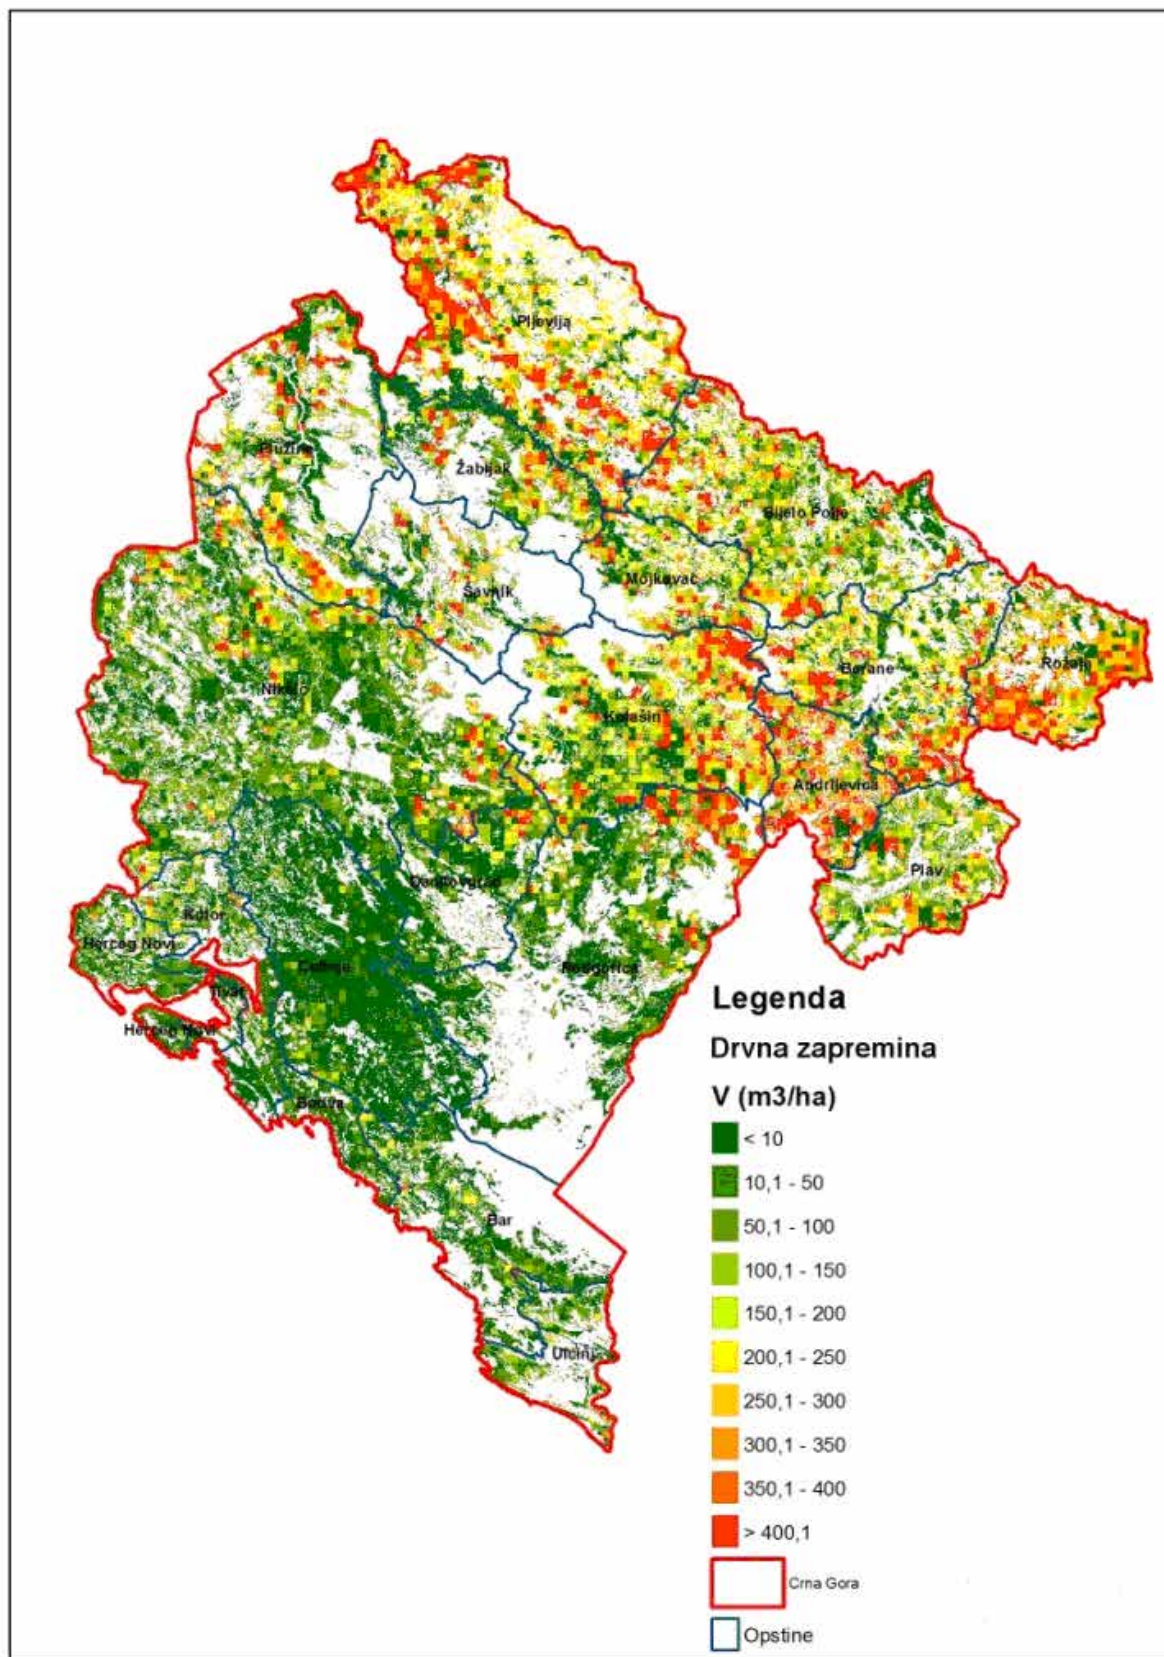 Pljevlja
Plužine
Žabljak
Bijelo Polje
Mojkovac
Šavnik
Berane
Rožaje
Nikšić
Kolašin
Andrijevica
Danilovgrad
Plav
Kotor
Herceg Novi
Cetinje
Podgorica
Tivat
Herceg Novi
Budva
Bar
Ulcinj
Legenda
Drvna zapremina
V (m3/ha)
< 10
10,1 - 50
50,1 - 100
100,1 - 150
150,1 - 200
200,1 - 250
250,1 - 300
300,1 - 350
350,1 - 400
> 400,1
Crna Gora
Opstine